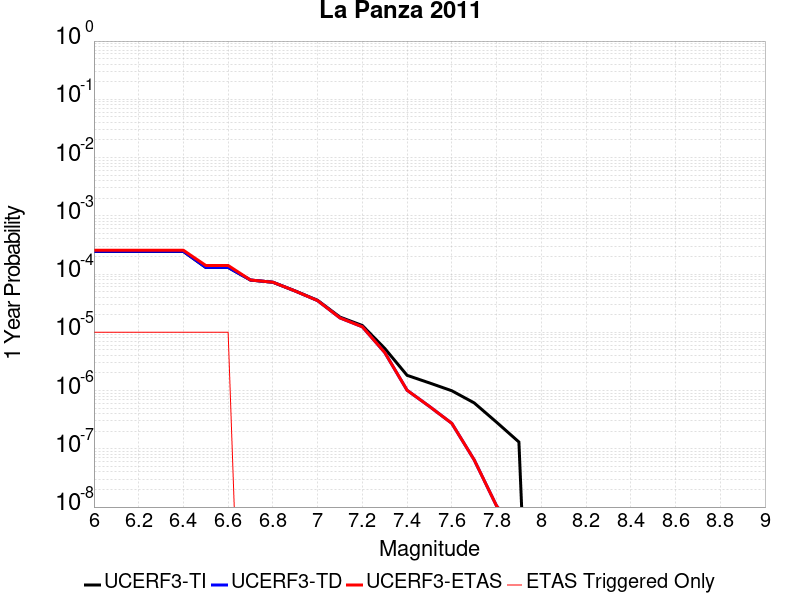 La Panza 2011
10^0
10^-1
10^-2
10^-3
10^-4
10^-5
10^-6
10^-7
10^-8
1 Year Probability
6 6.2 6.4 6.6 6.8 7 7.2 7.4 7.6 7.8 8 8.2 8.4 8.6 8.8 9
Magnitude
UCERF3-TI UCERF3-TD UCERF3-ETAS ETAS Triggered Only